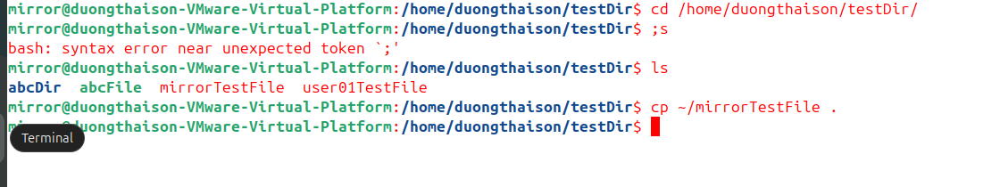 mirror@duongthaison-VMware-Virtual-Platform:/home/duongthaison/testDir$ cd /home/duongthaison/testDir/
mirror@duongthaison-VMware-Virtual-Platform:/home/duongthaison/testDir$ ;s
bash: syntax error near unexpected token `;'
mirror@duongthaison-VMware-Virtual-Platform:/home/duongthaison/testDir$ ls
abcDir  abcFile  mirrorTestFile  user01TestFile
mirror@duongthaison-VMware-Virtual-Platform:/home/duongthaison/testDir$ cp ~/mirrorTestFile .
mirror@duongthaison-VMware-Virtual-Platform:/home/duongthaison/testDir$
Terminal